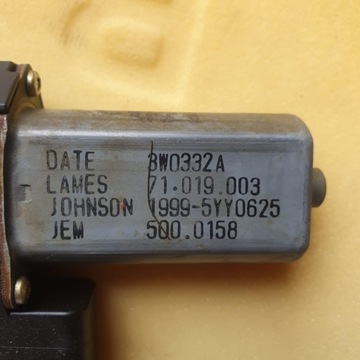 DATE 3W0332A
LAMES 71.019.003
JOHNSON 1999-5YY0625
JEM 500.0158